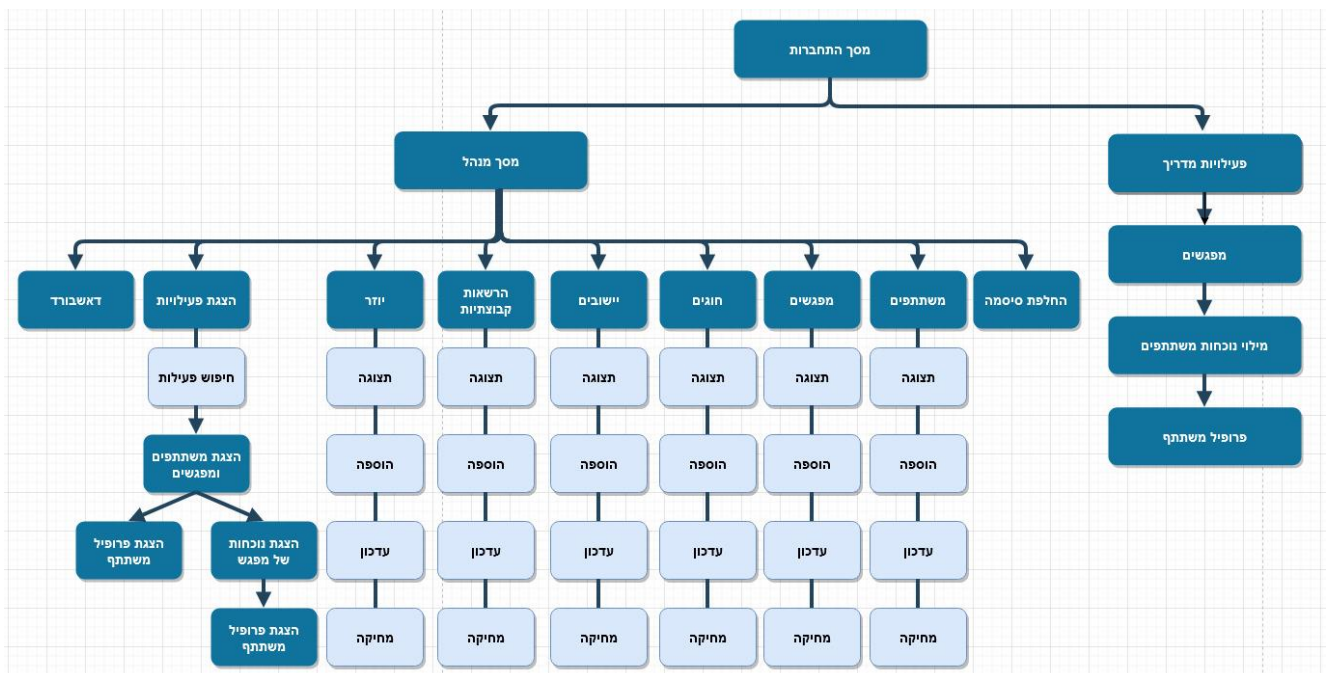 מסך התחברות
מסך מנהל
פעילויות מדריך
מפגשים
מילוי נוכחות משתתפים
פרופיל משתתף
החלפת סיסמה
משתתפים
מפגשים
חוגים
יישובים
הרשאות
קבוצתיות
יוזר
הצגת פעילויות
דאשבורד
תצוגה
תצוגה
תצוגה
תצוגה
תצוגה
תצוגה
חיפוש פעילות
הוספה
הוספה
הוספה
הוספה
הוספה
הוספה
הצגת משתתפים
ומפגשים
עדכון
עדכון
עדכון
עדכון
עדכון
עדכון
הצגת נוכחות
של מפגש
הצגת פרופיל
משתתף
מחיקה
מחיקה
מחיקה
מחיקה
מחיקה
מחיקה
הצגת פרופיל
משתתף